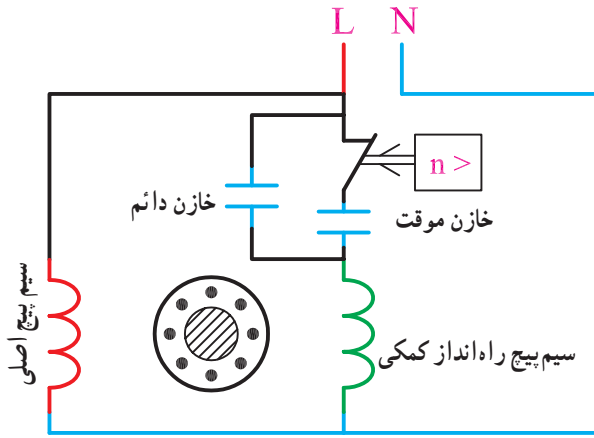 L N
n >
خازن دائم
خازن موقت
سیم پیچ اصلی
سیم‌پیچ راه‌انداز کمکی